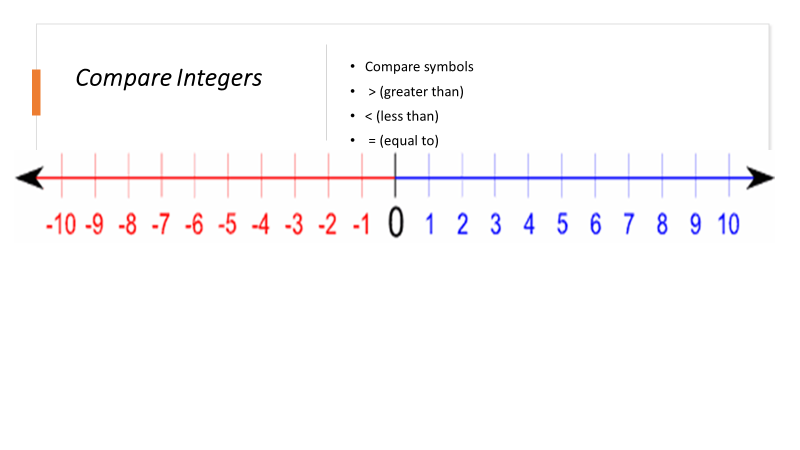 Compare Integers
• Compare symbols
• > (greater than)
• < (less than)
• = (equal to)
-10 -9 -8 -7 -6 -5 -4 -3 -2 -1 0 1 2 3 4 5 6 7 8 9 10